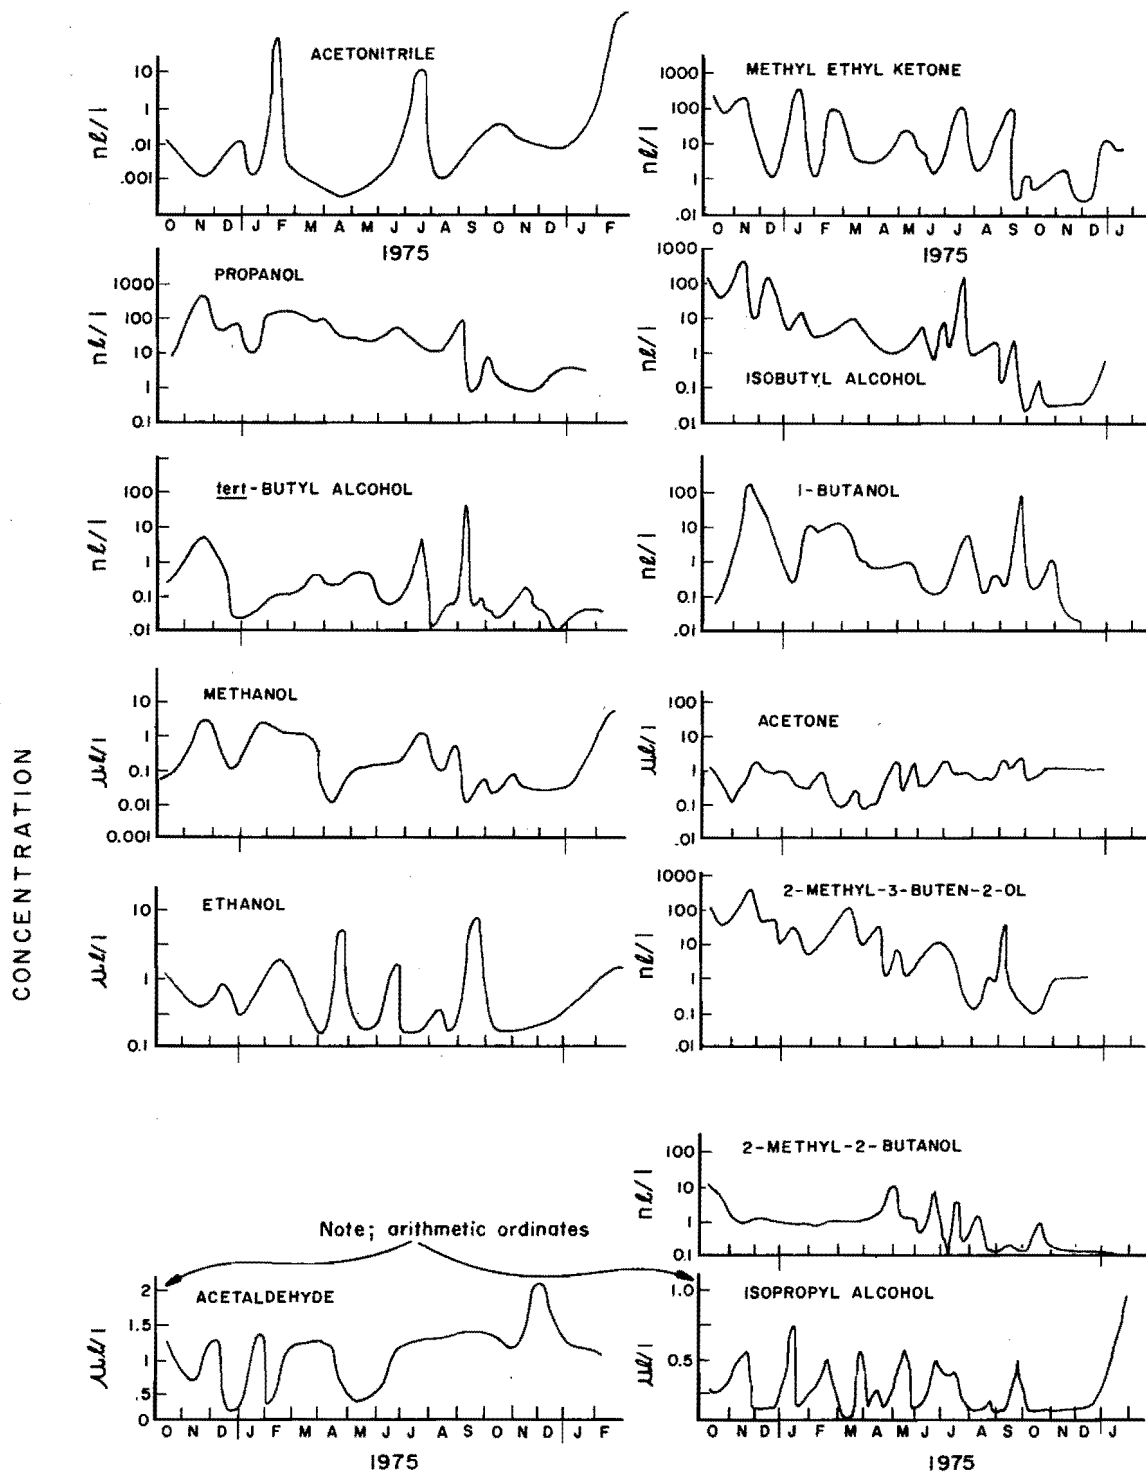 ACETONITRILE
10
1
.01
.001
nℓ/l
O N D J F M A M J J A S O N D J F
1975
METHYL ETHYL KETONE
1000
100
10
1
.01
nℓ/l
O N D J F M A M J J A S O N D J
1975
PROPANOL
1000
100
10
1
0.1
nℓ/l
ISOBUTYL ALCOHOL
1000
100
10
1
0.1
.01
nℓ/l
tert-BUTYL ALCOHOL
100
10
1
0.1
.01
nℓ/l
1-BUTANOL
100
10
1
0.1
.01
nℓ/l
CONCENTRATION
METHANOL
10
1
0.1
0.01
0.001
μℓ/l
ACETONE
100
10
1
0.1
.01
μℓ/l
ETHANOL
10
1
0.1
μℓ/l
2-METHYL-3-BUTEN-2-OL
1000
100
10
1
0.1
.01
nℓ/l
2-METHYL-2-BUTANOL
100
10
1
0.1
nℓ/l
Note; arithmetic ordinates
ACETALDEHYDE
2
1.5
1
.5
0
μℓ/l
O N D J F M A M J J A S O N D J F
1975
ISOPROPYL ALCOHOL
1.0
0.5
0
μℓ/l
O N D J F M A M J J A S O N D J
1975